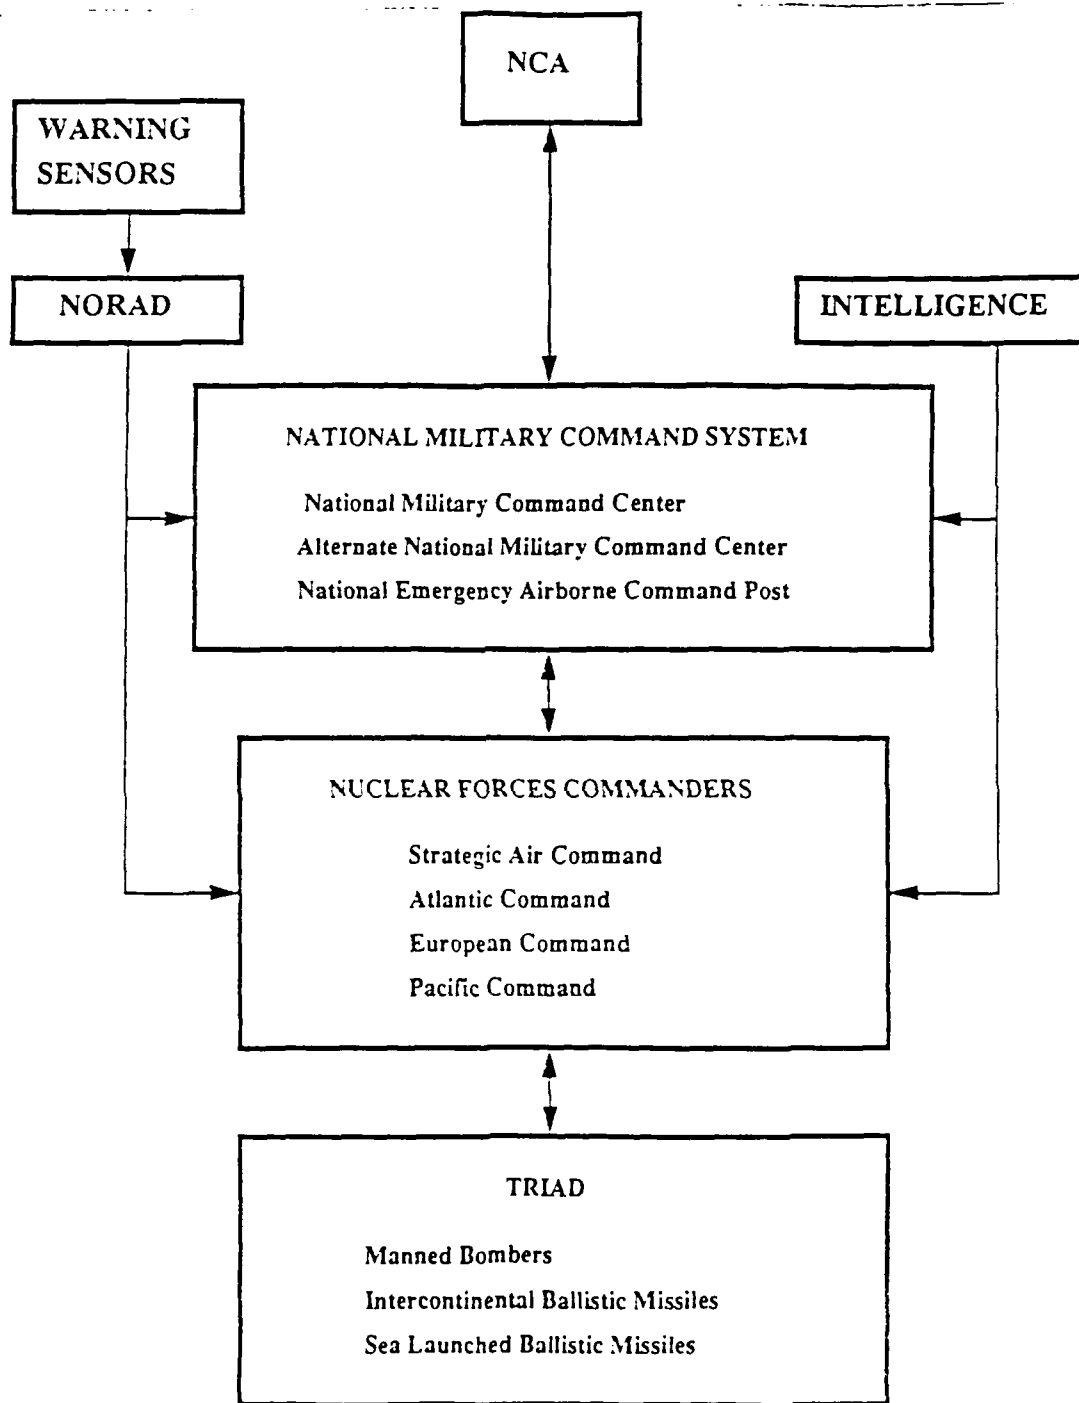 NCA
WARNING
SENSORS
NORAD
INTELLIGENCE
NATIONAL MILITARY COMMAND SYSTEM
National Military Command Center
Alternate National Military Command Center
National Emergency Airborne Command Post
NUCLEAR FORCES COMMANDERS
Strategic Air Command
Atlantic Command
European Command
Pacific Command
TRIAD
Manned Bombers
Intercontinental Ballistic Missiles
Sea Launched Ballistic Missiles